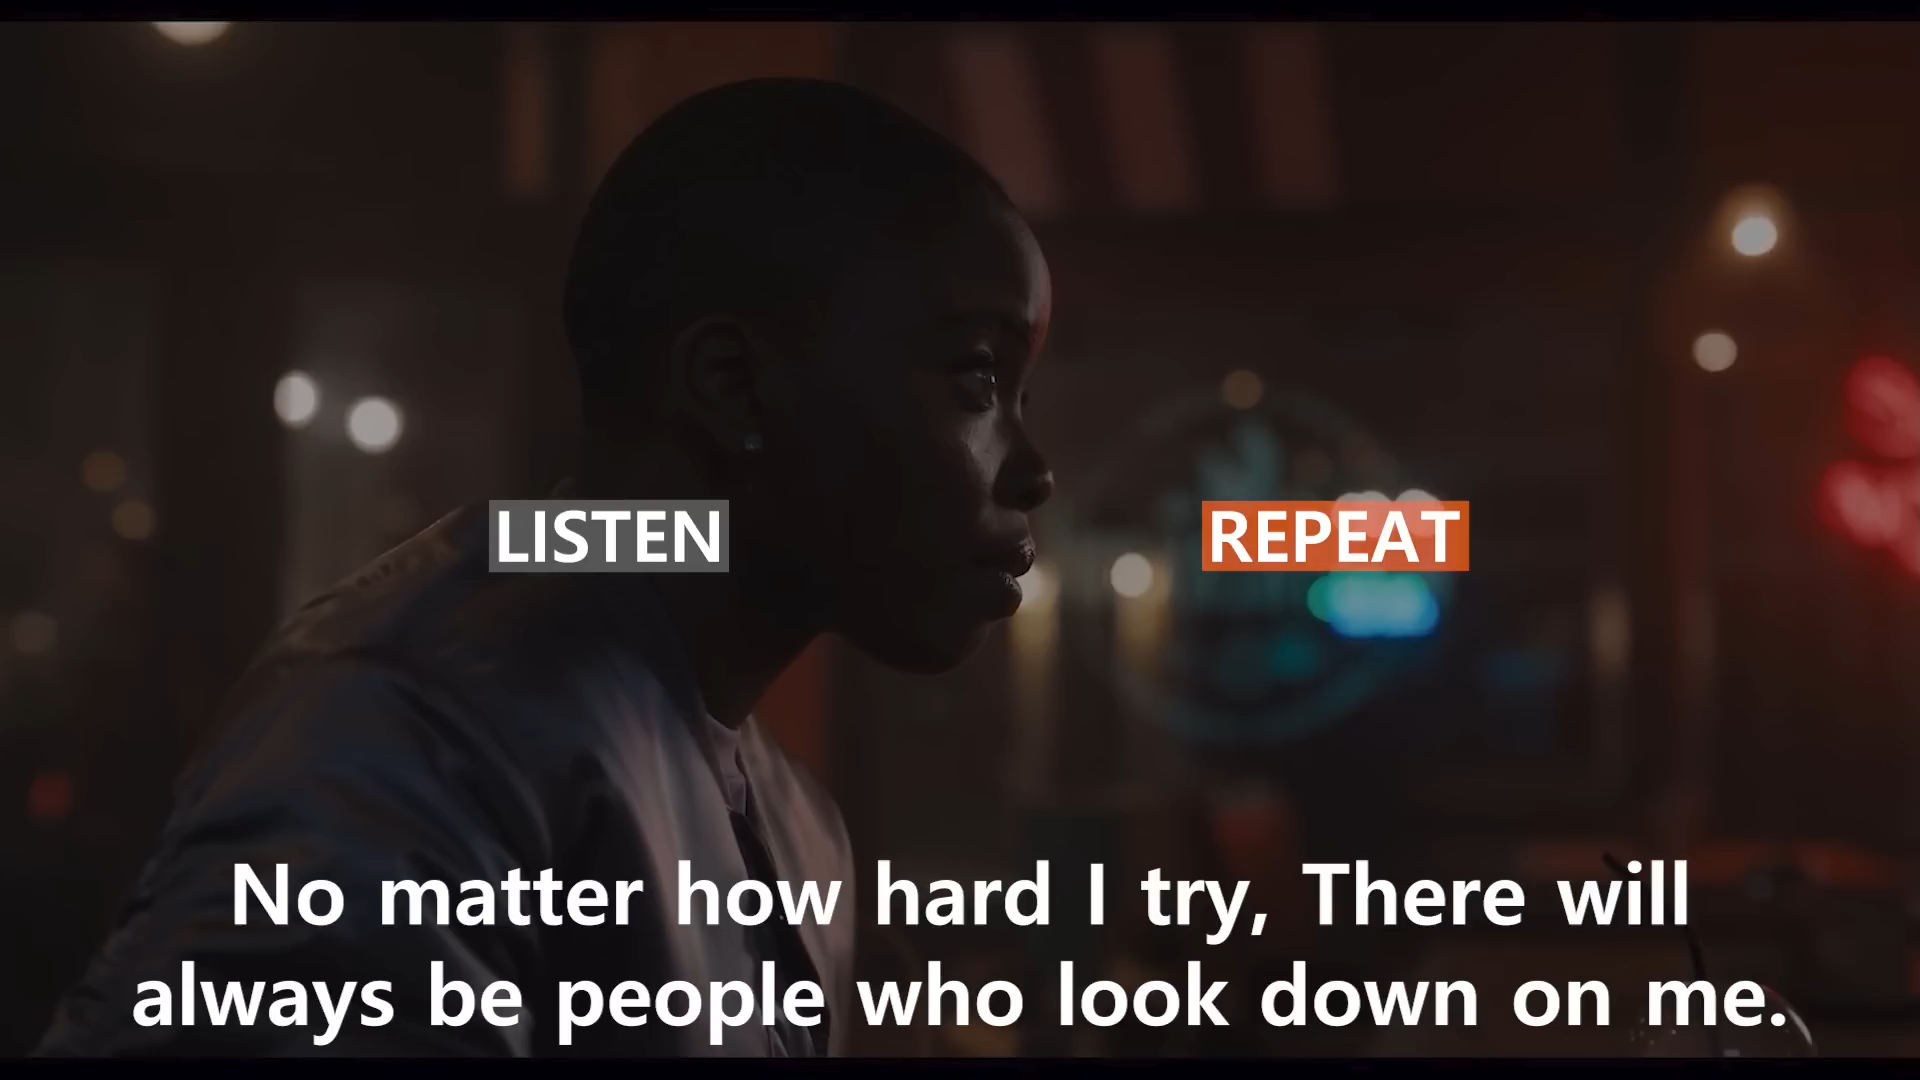 LISTEN REPEAT
No matter how hard I try, There will
always be people who look down on me.